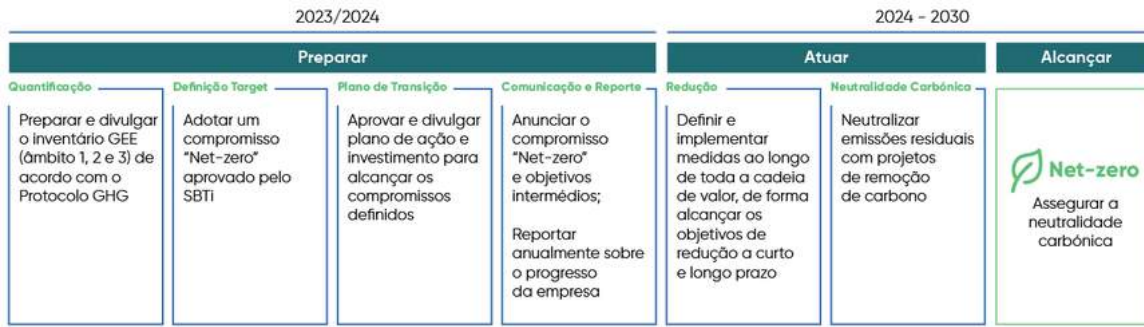 2023/2024
2024 - 2030
Preparar
Atuar
Alcançar
Quantificação
Preparar e divulgar
o inventário GEE
(âmbito 1, 2 e 3) de
acordo com o
Protocolo GHG
Definição Target
Adotar um
compromisso
“Net-zero”
aprovado pelo
SBTi
Plano de Transição
Aprovar e divulgar
plano de ação e
investimento para
alcançar os
compromissos
definidos
Comunicação e Reporte
Anunciar o
compromisso
“Net-zero”
e objetivos
intermédios;
Reportar
anualmente sobre
o progresso
da empresa
Redução
Definir e
implementar
medidas ao longo
de toda a cadeia
de valor, de forma
alcançar os
objetivos de
redução a curto
e longo prazo
Neutralidade Carbónica
Neutralizar
emissões residuais
com projetos
de remoção
de carbono
Net-zero
Assegurar a
neutralidade
carbónica